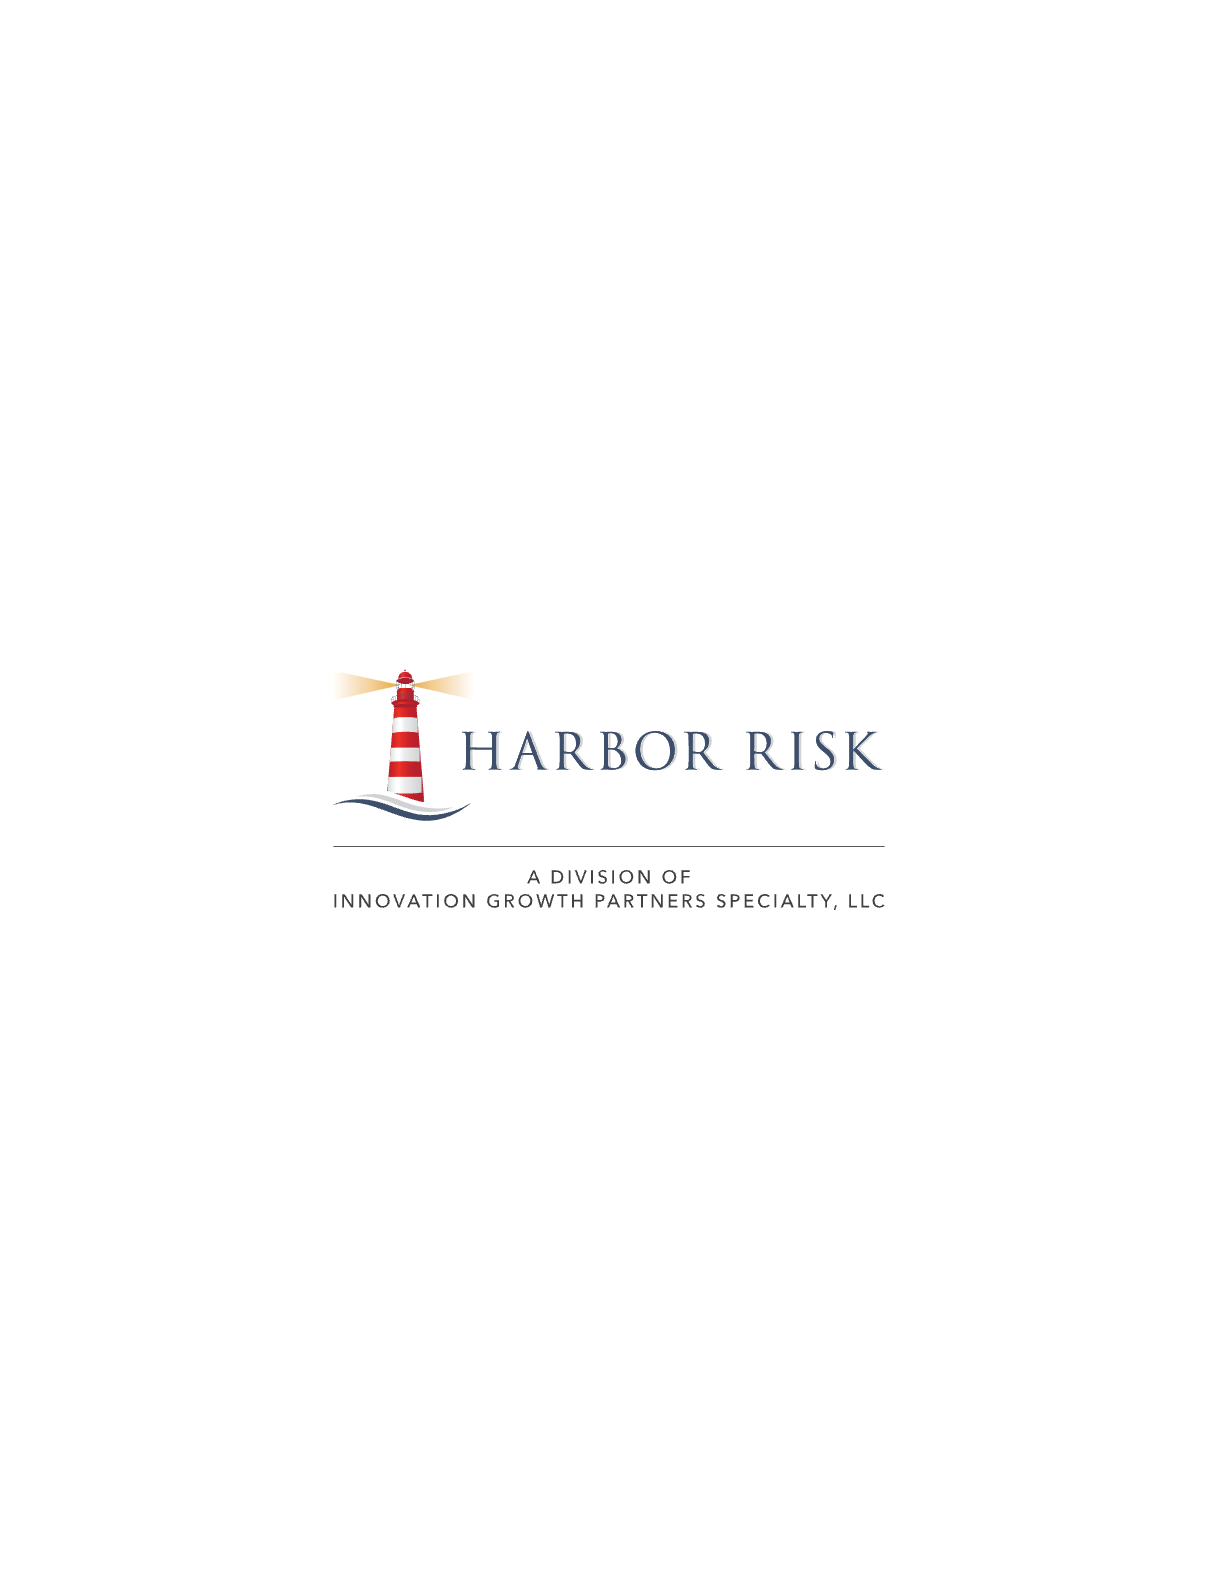 HARBOR RISK
A DIVISION OF
INNOVATION GROWTH PARTNERS SPECIALTY, LLC